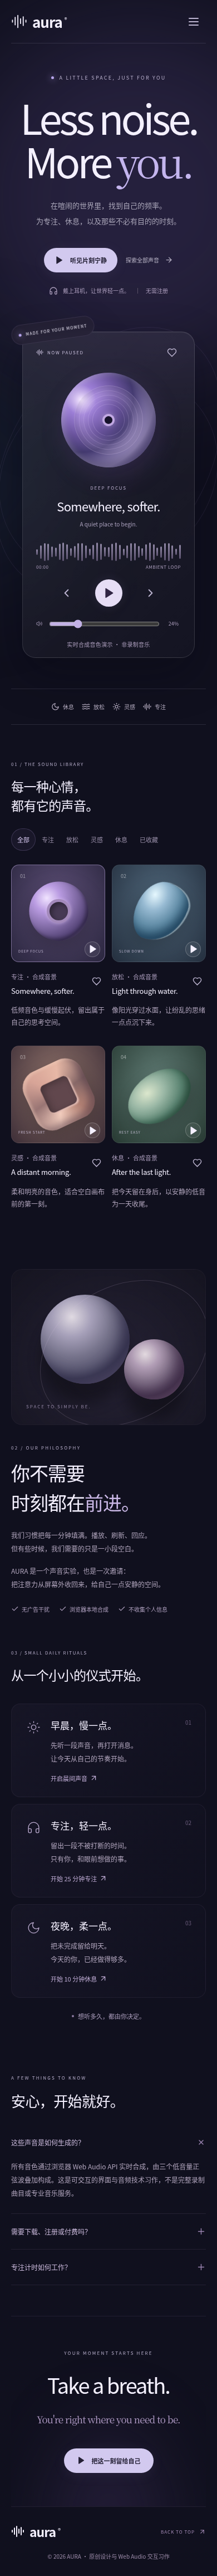 aura
A LITTLE SPACE, JUST FOR YOU
Less noise.
More you.
在喧闹的世界里，找到自己的频率。
为专注、休息，以及那些不必有目的的时刻。
听见片刻宁静
探索全部声音
戴上耳机，让世界轻一点。
无需注册
MADE FOR YOUR MOMENT
NOW PAUSED
DEEP FOCUS
Somewhere, softer.
A quiet place to begin.
00:00
AMBIENT LOOP
24%
实时合成音色演示 · 非录制音乐
休息 放松 灵感 专注
01 / THE SOUND LIBRARY
每一种心情，
都有它的声音。
全部 专注 放松 灵感 休息 已收藏
01
DEEP FOCUS
专注 · 合成音景
Somewhere, softer.
低频音色与缓慢起伏，留出属于
自己的思考空间。
02
SLOW DOWN
放松 · 合成音景
Light through water.
像阳光穿过水面，让纷乱的思绪
一点点沉下来。
03
FRESH START
灵感 · 合成音景
A distant morning.
柔和明亮的音色，适合空白画布
前的第一刻。
04
REST EASY
休息 · 合成音景
After the last light.
把今天留在身后，以安静的低音
为一天收尾。
SPACE TO SIMPLY BE
02 / OUR PHILOSOPHY
你不需要
时刻都在前进。
我们习惯把每一分钟填满。播放、刷新、回应。
但有些时候，我们需要的只是一小段空白。
AURA 是一个声音实验，也是一次邀请：
把注意力从屏幕外收回来，给自己一点安静的空间。
无广告干扰
浏览器本地合成
不收集个人信息
03 / SMALL DAILY RITUALS
从一个小小的仪式开始。
01
早晨，慢一点。
先听一段声音，再打开消息。
让今天从自己的节奏开始。
开启晨间声音
02
专注，轻一点。
留出一段不被打断的时间。
只有你，和眼前想做的事。
开始 25 分钟专注
03
夜晚，柔一点。
把未完成留给明天。
今天的你，已经做得够多。
开始 10 分钟休息
想听多久，都由你决定。
A FEW THINGS TO KNOW
安心，开始就好。
这些声音是如何生成的？
所有音色通过浏览器 Web Audio API 实时合成，由三个低音量正
弦波叠加构成。这是可交互的界面与音频技术习作，不是完整录制
曲目或专业音乐服务。
需要下载、注册或付费吗？
专注计时如何工作？
YOUR MOMENT STARTS HERE
Take a breath.
You're right where you need to be.
把这一刻留给自己
aura
BACK TO TOP
© 2026 AURA · 原创设计与 Web Audio 交互习作